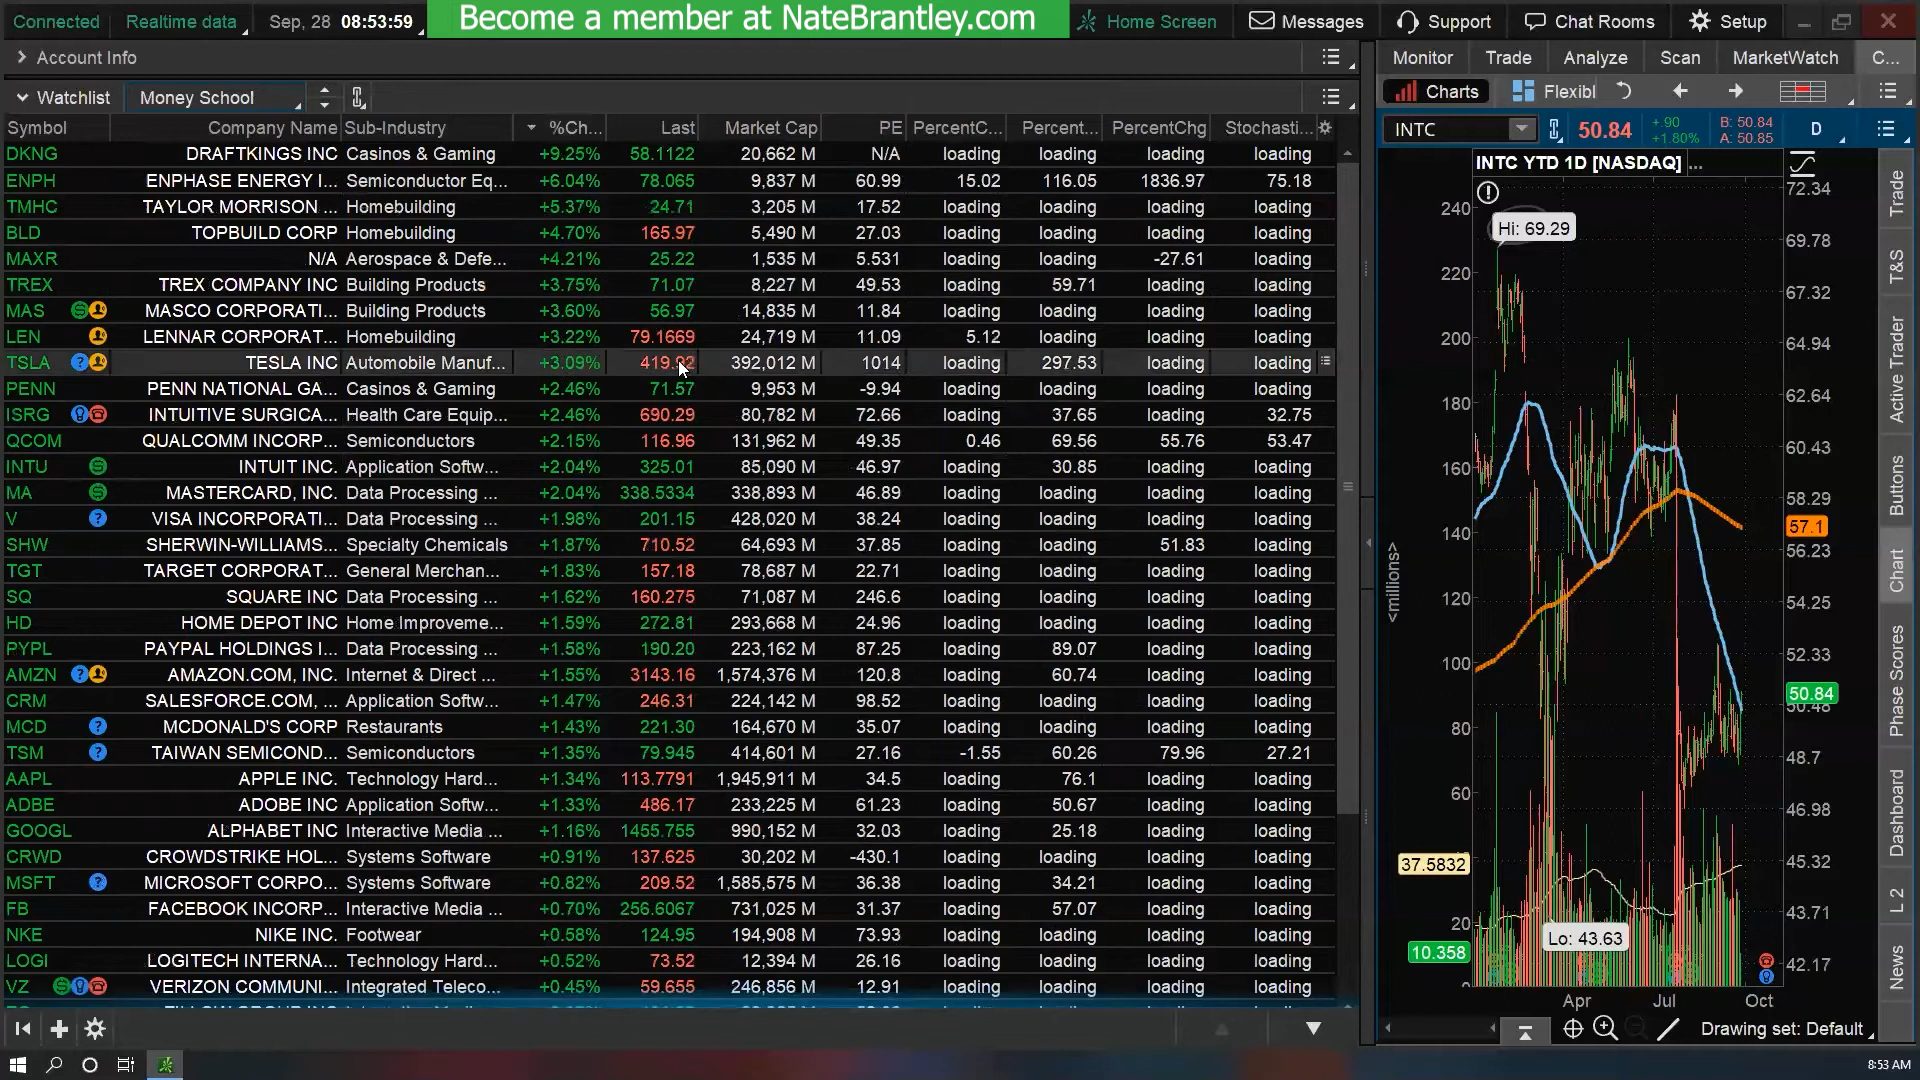 Connected Realtime data Sep, 28 08:53:59 Become a member at NateBrantley.com Home Screen Messages Support Chat Rooms Setup
Account Info
Watchlist Money School
Symbol Company Name Sub-Industry %Ch... Last Market Cap PE PercentC... Percent... PercentChg Stochasti...
DKNG DRAFTKINGS INC Casinos & Gaming +9.25% 58.1122 20,662 M N/A loading loading loading loading
ENPH ENPHASE ENERGY I... Semiconductor Eq... +6.04% 78.065 9,837 M 60.99 15.02 116.05 1836.97 75.18
TMHC TAYLOR MORRISON ... Homebuilding +5.37% 24.71 3,205 M 17.52 loading loading loading loading
BLD TOPBUILD CORP Homebuilding +4.70% 165.97 5,490 M 27.03 loading loading loading loading
MAXR N/A Aerospace & Defe... +4.21% 25.22 1,535 M 5.531 loading loading -27.61 loading
TREX TREX COMPANY INC Building Products +3.75% 71.07 8,227 M 49.53 loading 59.71 loading loading
MAS MASCO CORPORATI... Building Products +3.60% 56.97 14,835 M 11.84 loading loading loading loading
LEN LENNAR CORPORAT... Homebuilding +3.22% 79.1669 24,719 M 11.09 5.12 loading loading loading
TSLA TESLA INC Automobile Manuf... +3.09% 392,012 M 1014 loading 297.53 loading loading
PENN PENN NATIONAL GA... Casinos & Gaming +2.46% 71.57 9,953 M -9.94 loading loading loading loading
ISRG INTUITIVE SURGICA... Health Care Equip... +2.46% 690.29 80,782 M 72.66 loading 37.65 loading 32.75
QCOM QUALCOMM INCORP... Semiconductors +2.15% 116.96 131,962 M 49.35 0.46 69.56 55.76 53.47
INTU INTUIT INC. Application Softw... +2.04% 325.01 85,090 M 46.97 loading 30.85 loading loading
MA MASTERCARD, INC. Data Processing ... +2.04% 338.5334 338,893 M 46.89 loading loading loading loading
V VISA INCORPORATI... Data Processing ... +1.98% 201.15 428,020 M 38.24 loading loading loading loading
SHW SHERWIN-WILLIAMS... Specialty Chemicals +1.87% 710.52 64,693 M 37.85 loading loading 51.83 loading
TGT TARGET CORPORAT... General Merchan... +1.83% 157.18 78,687 M 22.71 loading loading loading loading
SQ SQUARE INC Data Processing ... +1.62% 160.275 71,087 M 246.6 loading loading loading loading
HD HOME DEPOT INC Home Improveme... +1.59% 272.81 293,668 M 24.96 loading loading loading loading
PYPL PAYPAL HOLDINGS I... Data Processing ... +1.58% 190.20 223,162 M 87.25 loading 89.07 loading loading
AMZN AMAZON.COM, INC. Internet & Direct ... +1.55% 3143.16 1,574,376 M 120.8 loading 60.74 loading loading
CRM SALESFORCE.COM, ... Application Softw... +1.47% 246.31 224,142 M 98.52 loading loading loading loading
MCD MCDONALD'S CORP Restaurants +1.43% 221.30 164,670 M 35.07 loading loading loading loading
TSM TAIWAN SEMICOND... Semiconductors +1.35% 79.945 414,601 M 27.16 -1.55 60.26 79.96 27.21
AAPL APPLE INC. Technology Hard... +1.34% 113.7791 1,945,911 M 34.5 loading 76.1 loading loading
ADBE ADOBE INC Application Softw... +1.33% 486.17 233,225 M 61.23 loading 50.67 loading loading
GOOGL ALPHABET INC Interactive Media ... +1.16% 1455.755 990,152 M 32.03 loading 25.18 loading loading
CRWD CROWDSTRIKE HOL... Systems Software +0.91% 137.625 30,202 M -430.1 loading loading loading loading
MSFT MICROSOFT CORPO... Systems Software +0.82% 209.52 1,585,575 M 36.38 loading 34.21 loading loading
FB FACEBOOK INCORP... Interactive Media ... +0.70% 256.6067 731,025 M 31.37 loading 57.07 loading loading
NKE NIKE INC. Footwear +0.58% 124.95 194,908 M 73.93 loading loading loading loading
LOGI LOGITECH INTERNA... Technology Hard... +0.52% 73.52 12,394 M 26.16 loading loading loading loading
VZ VERIZON COMMUNI... Integrated Teleco... +0.45% 59.655 246,856 M 12.91 loading loading loading loading
Monitor Trade Analyze Scan MarketWatch C...
Charts Flexibl
INTC 50.84 +.90 +1.80% B: 50.84 A: 50.85 D
INTC YTD 1D [NASDAQ] ...
Hi: 69.29
240
220
200
180
160
140
120
100
80
60
20
<millions>
37.5832
10.358
Lo: 43.63
72.34
69.78
67.32
64.94
62.64
60.43
58.29
57.1
56.23
54.25
52.33
50.84
50.48
48.7
46.98
45.32
43.71
42.17
Apr Jul Oct
Drawing set: Default
Trade
T&S
Active Trader
Buttons
Chart
Phase Scores
Dashboard
L 2
News
8:53 AM